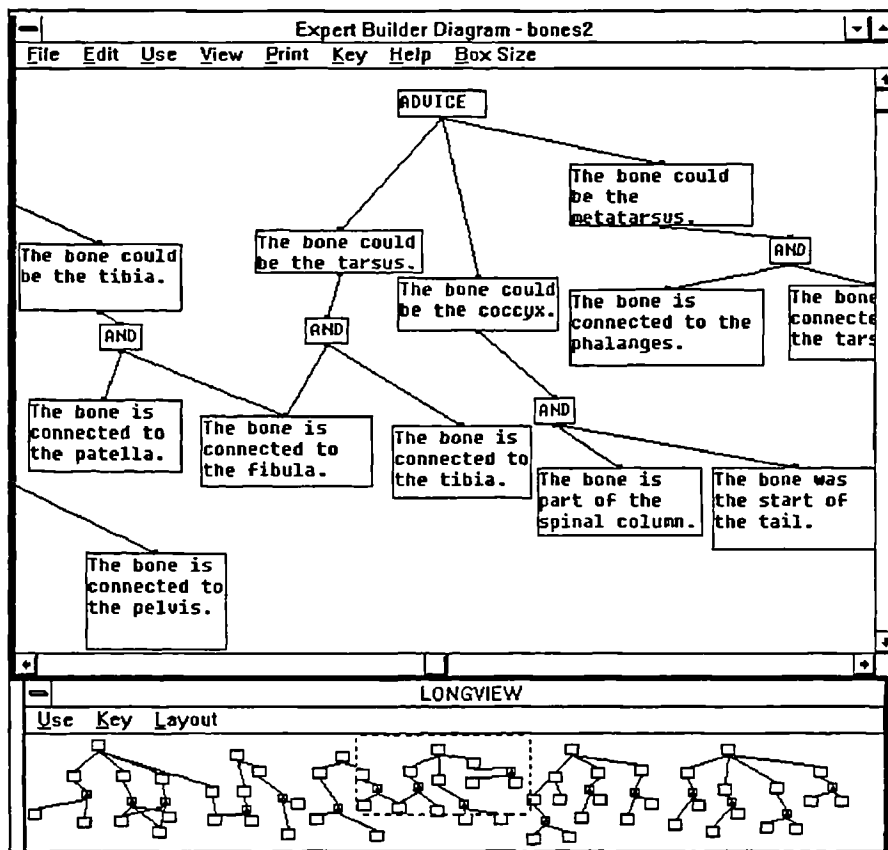 Expert Builder Diagram - bones2
File Edit Use View Print Key Help Box Size
ADVICE
The bone could
be the
metatarsus.
The bone could
be the tarsus.
The bone could
be the tibia.
AND
The bone could
be the coccyx.
The bone is
connected to the
phalanges.
The bone
connecte
the tars
AND
AND
AND
The bone is
connected to
the patella.
The bone is
connected to
the fibula.
The bone is
connected to
the tibia.
The bone is
part of the
spinal column.
The bone was
the start of
the tail.
The bone is
connected to
the pelvis.
LONGVIEW
Use Key Layout